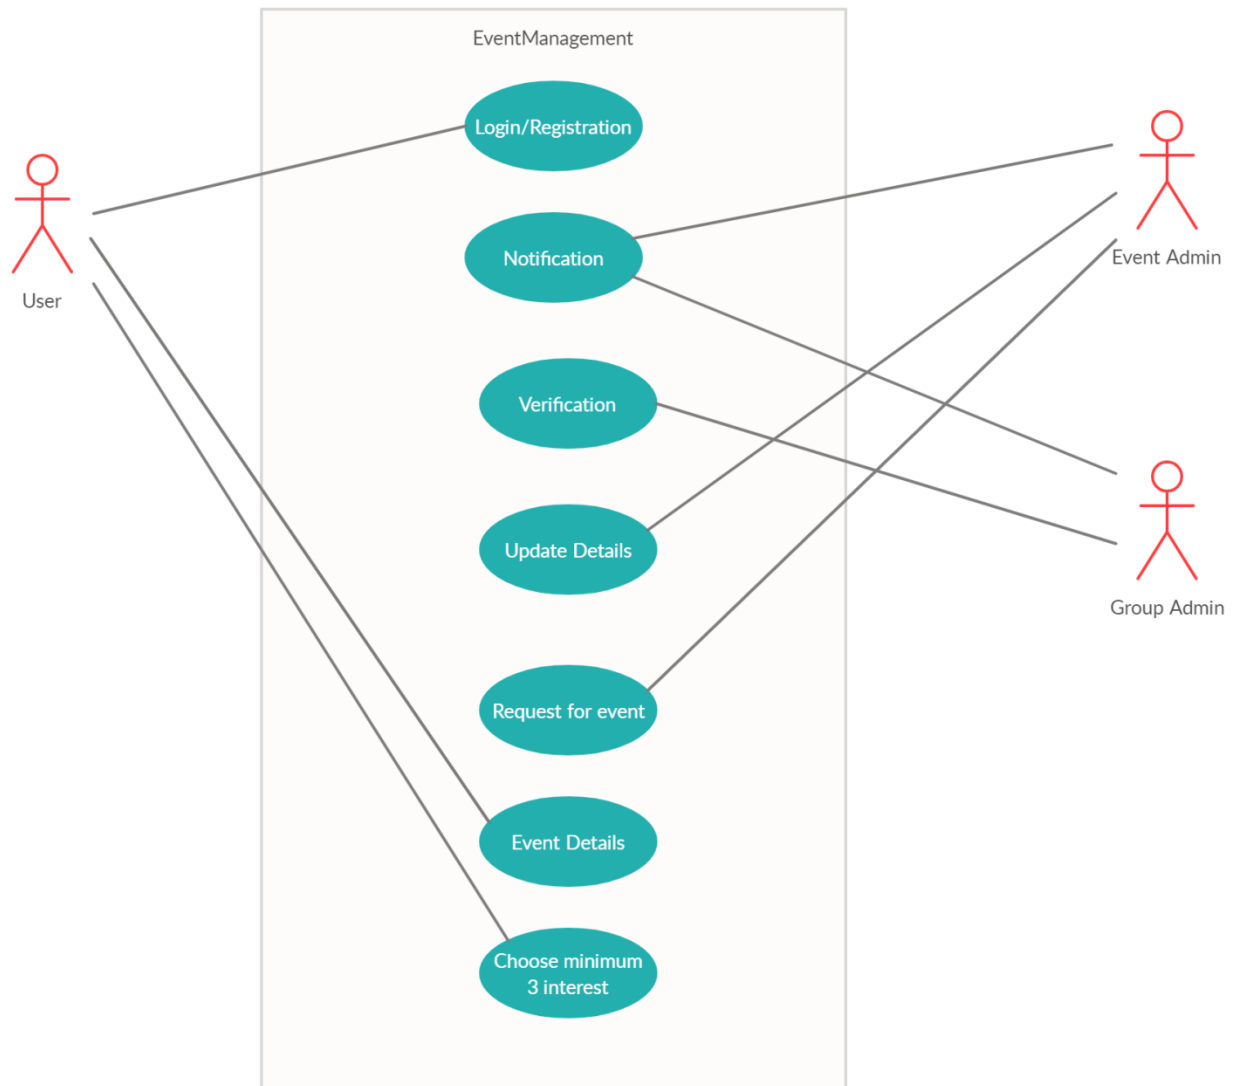 EventManagement
Login/Registration
Notification
Verification
Update Details
Request for event
Event Details
Choose minimum
3 interest
User
Event Admin
Group Admin